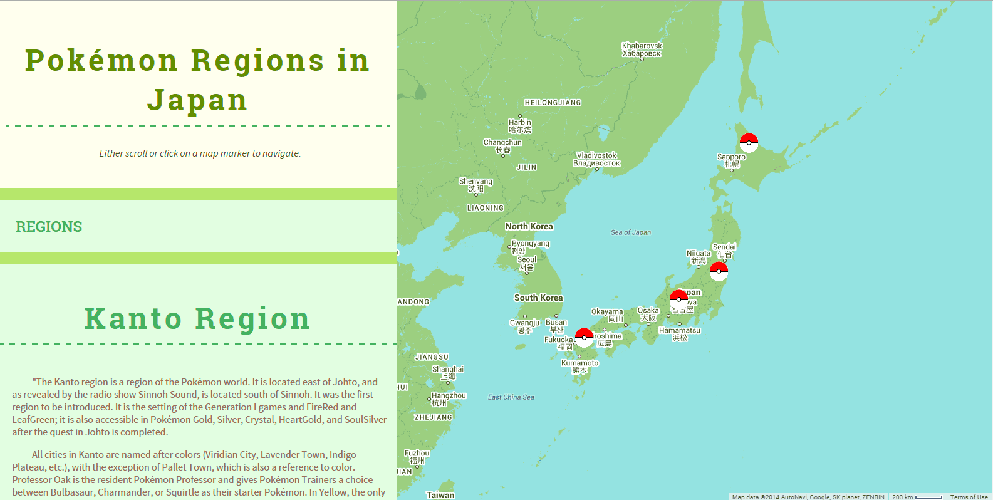 Pokémon Regions in
Japan
Either scroll or click on a map marker to navigate.
REGIONS
Kanto Region
"The Kanto region is a region of the Pokémon world. It is located east of Johto, and
as revealed by the radio show Sinnoh Sound, is located south of Sinnoh. It was the first
region to be introduced. It is the setting of the Generation I games and FireRed and
LeafGreen; it is also accessible in Pokémon Gold, Silver, Crystal, HeartGold, and SoulSilver
after the quest in Johto is completed.
All cities in Kanto are named after colors (Viridian City, Lavender Town, Indigo
Plateau, etc.), with the exception of Pallet Town, which is also a reference to color.
Professor Oak is the resident Pokémon Professor and gives Pokémon Trainers a choice
between Bulbasaur, Charmander, or Squirtle as their starter Pokémon. In Yellow, the only
Khabarovsk
Хабаровск
HEILONGJIANG
Harbin
哈尔滨
Changchun
长春
JILIN
Vladivostok
Владивосток
Shenyang
沈阳
LIAONING
Sapporo
札幌
North Korea
Pyongyang
평양
Seoul
서울
Sea of Japan
Sendai
仙台
Niigata
新潟
South Korea
ANDONG
Gwangju
광주
Busan
부산
Okayama
岡山
Osaka
大阪
Hamamatsu
浜松
Fukuoka
福岡
Kumamoto
熊本
JIANGSU
Shanghai
上海
Hangzhou
杭州
ZHEJIANG
East China Sea
Fuzhou
福州
Taiwan
Map data ©2014 AutoNavi, Google, SK planet, ZENRIN
200 km
Terms of Use